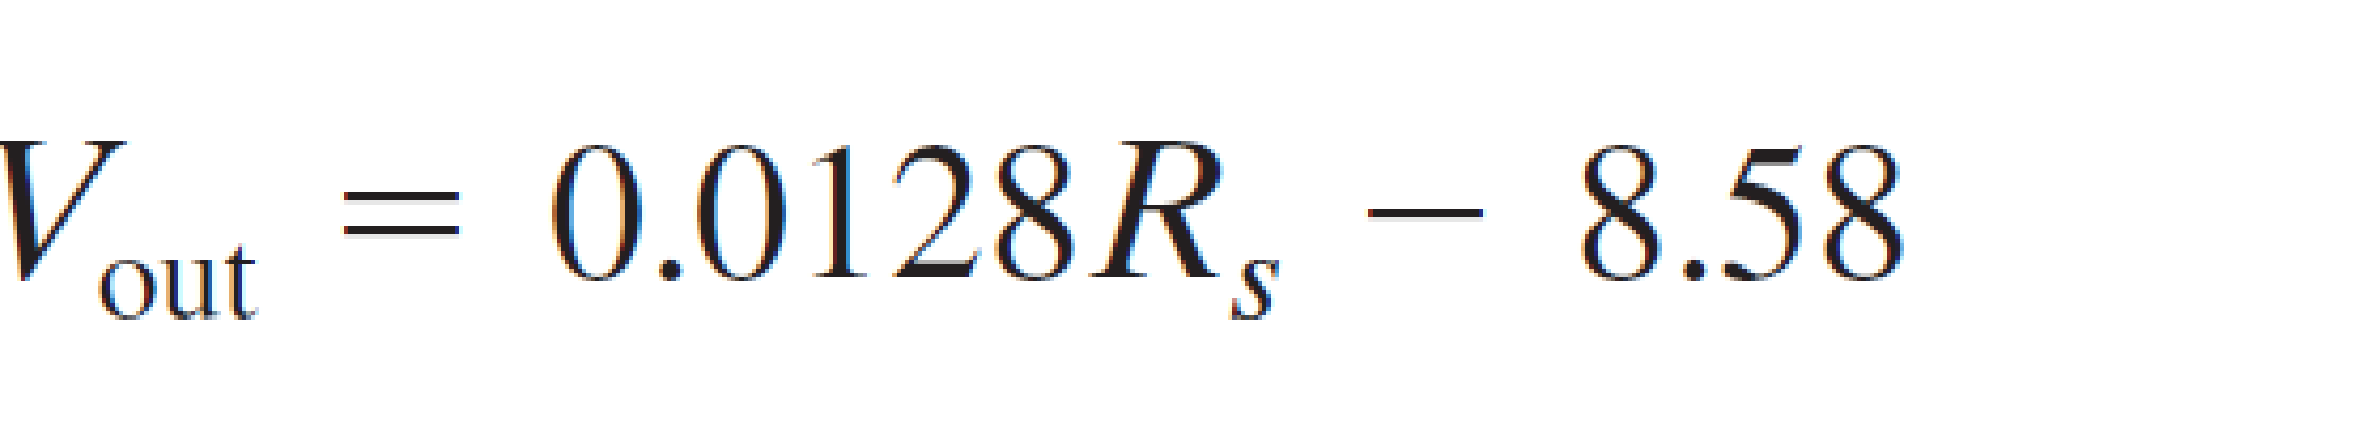 V_out = 0.0128R_s − 8.58